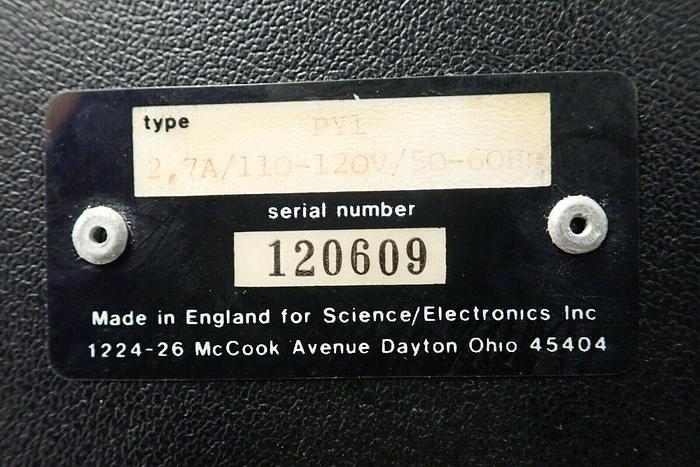 type PY1
2,7A/110-120V/50-60Hz
serial number
120609
Made in England for Science/Electronics Inc
1224-26 McCook Avenue Dayton Ohio 45404